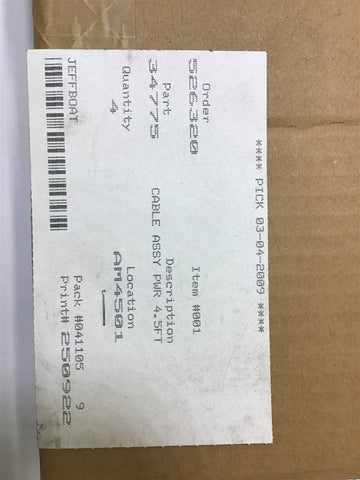 **** PICK 03-04-2009 ****
Order Item #001
526320
Part Description
34775 CABLE ASSY PWR 4.5FT
Quantity Location
4 AM4501
JEFFBOAT Pack #041105 9
Print# 250922